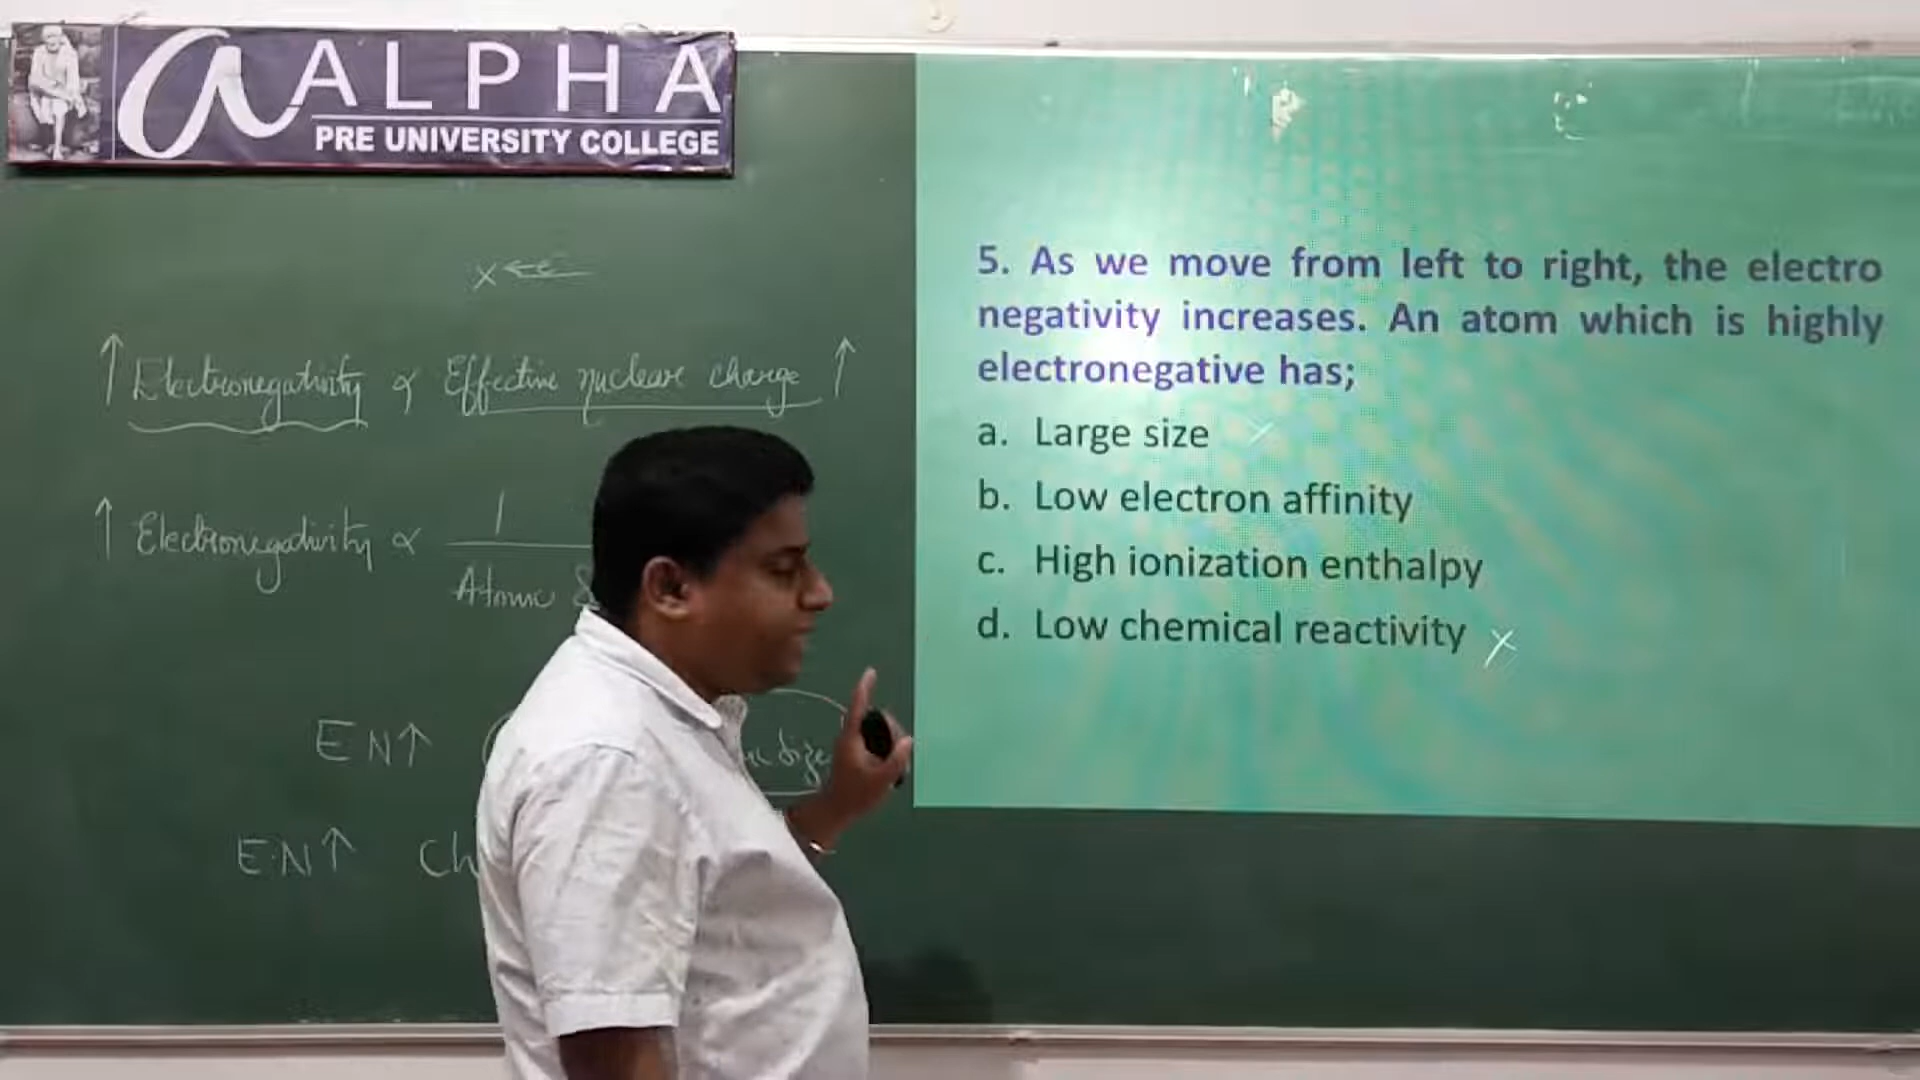 a ALPHA
PRE UNIVERSITY COLLEGE
x ← e⁻
↑ Electronegativity ∝ Effective nuclear charge ↑
↑ Electronegativity ∝ 1
Atomic
EN↑
size
E.N↑ Ch
5. As we move from left to right, the electro
negativity increases. An atom which is highly
electronegative has;
a. Large size ×
b. Low electron affinity
c. High ionization enthalpy
d. Low chemical reactivity ×